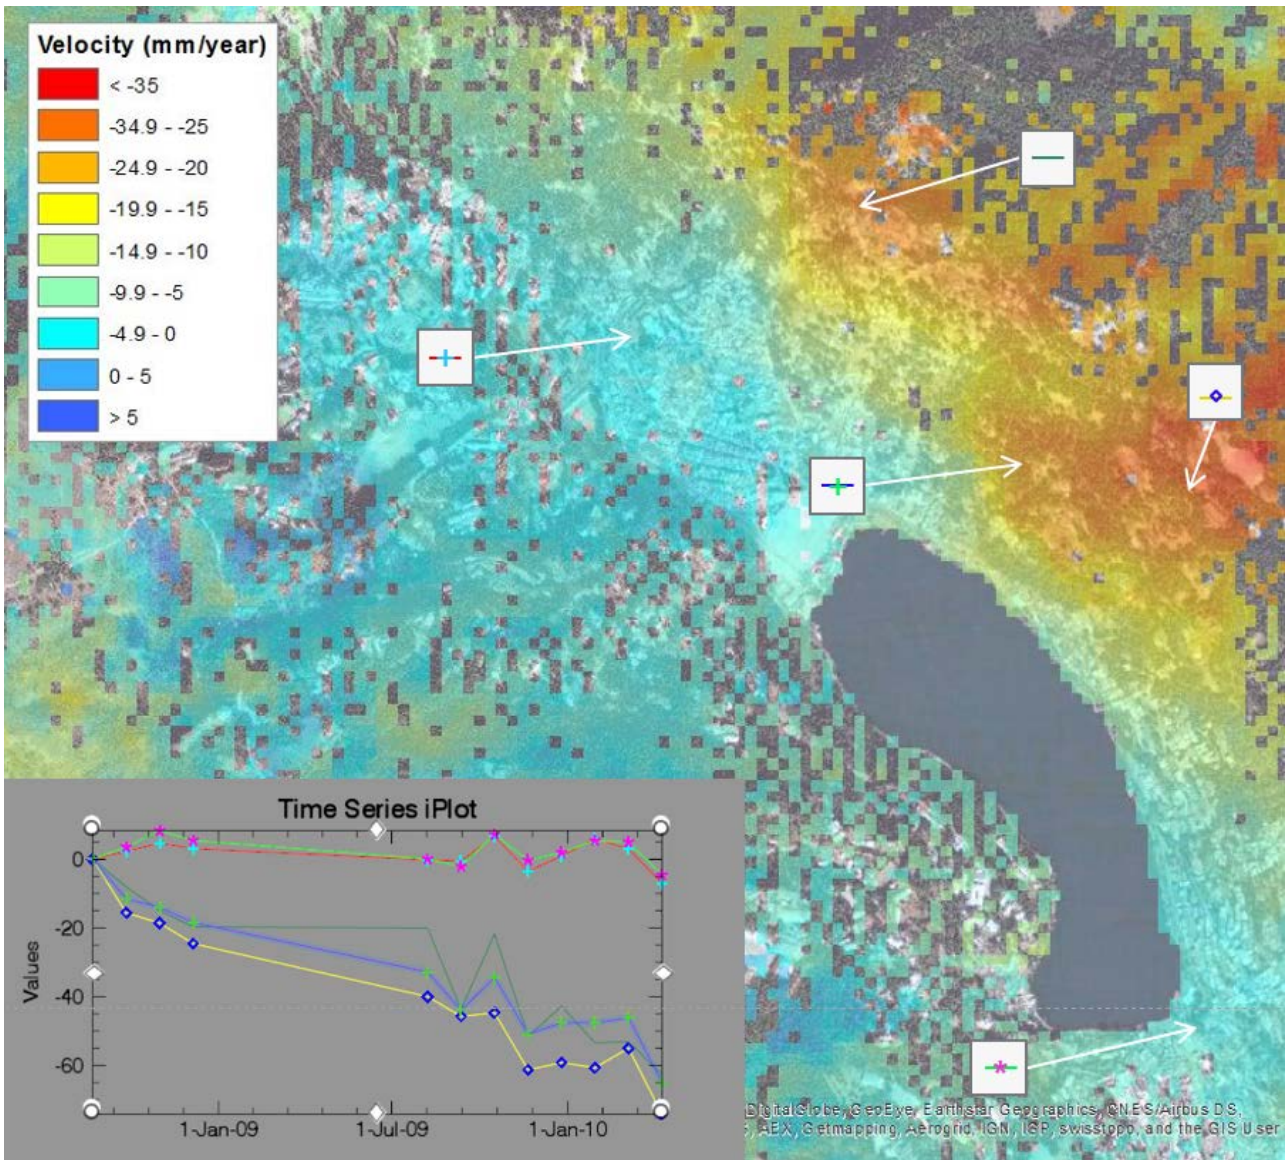 Velocity (mm/year)
< -35
-34.9 - -25
-24.9 - -20
-19.9 - -15
-14.9 - -10
-9.9 - -5
-4.9 - 0
0 - 5
> 5
Time Series iPlot
0
-20
-40
-60
Values
1-Jan-09
1-Jul-09
1-Jan-10
DigitalGlobe, GeoEye, Earthstar Geographics, CNES/Airbus DS,
, AEX, Getmapping, Aerogrid, IGN, IGP, swisstopo, and the GIS User